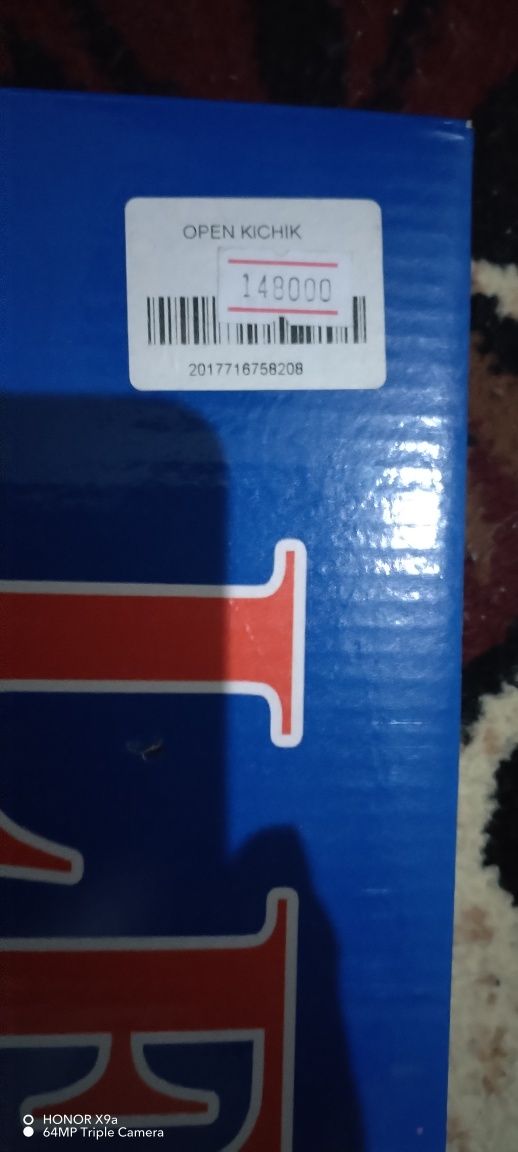 OPEN KICHIK
148000
2017716758208
HONOR X9a
64MP Triple Camera